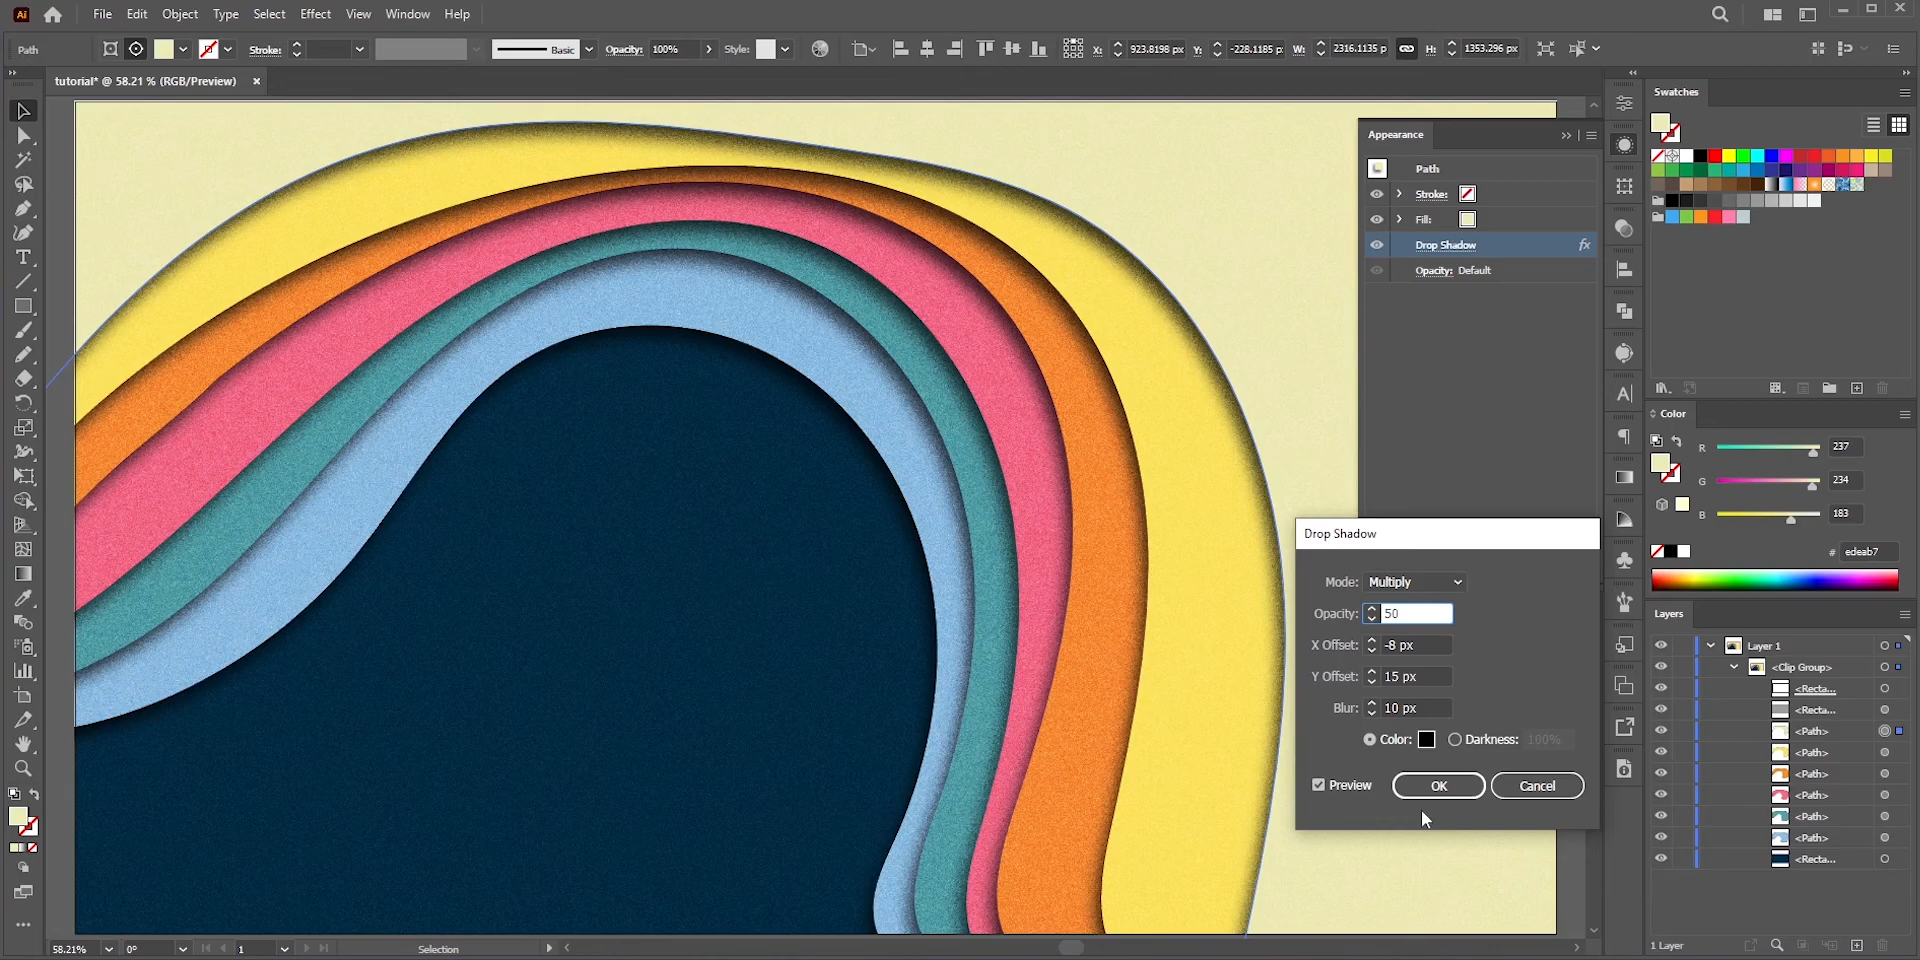 Ai File Edit Object Type Select Effect View Window Help
Path Stroke: Basic Opacity: 100% Style: X: 923.8198 px Y: -228.1185 p: W: 2316.1135 p H: 1353.296 px
tutorial* @ 58.21 % (RGB/Preview)
Appearance
Path
Stroke:
Fill:
Drop Shadow fx
Opacity: Default
Swatches
Color
R 237
G 234
B 183
# edeab7
Drop Shadow
Mode: Multiply
Opacity: 50
X Offset: -8 px
Y Offset: 15 px
Blur: 10 px
Color: Darkness: 100%
Preview OK Cancel
Layers
Layer 1
<Clip Group>
<Recta...
<Recta...
<Path>
<Path>
<Path>
<Path>
<Path>
<Path>
<Recta...
1 Layer
58.21% 0° 1 Selection